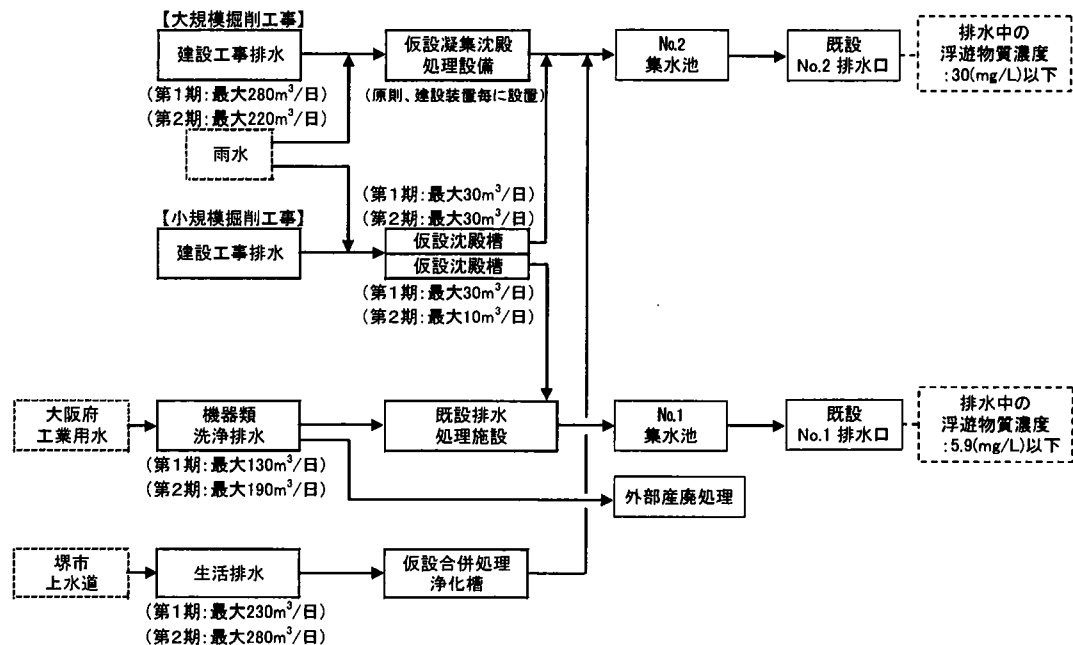 【大規模掘削工事】
建設工事排水
(第1期:最大280m³/日)
(第2期:最大220m³/日)
仮設凝集沈殿
処理設備
(原則、建設装置毎に設置)
No.2
集水池
既設
No.2 排水口
排水中の
浮遊物質濃度
:30(mg/L)以下
雨水
【小規模掘削工事】
建設工事排水
(第1期:最大30m³/日)
(第2期:最大30m³/日)
仮設沈殿槽
仮設沈殿槽
(第1期:最大30m³/日)
(第2期:最大10m³/日)
大阪府
工業用水
機器類
洗浄排水
(第1期:最大130m³/日)
(第2期:最大190m³/日)
既設排水
処理施設
No.1
集水池
既設
No.1 排水口
排水中の
浮遊物質濃度
:5.9(mg/L)以下
外部産廃処理
堺市
上水道
生活排水
(第1期:最大230m³/日)
(第2期:最大280m³/日)
仮設合併処理
浄化槽